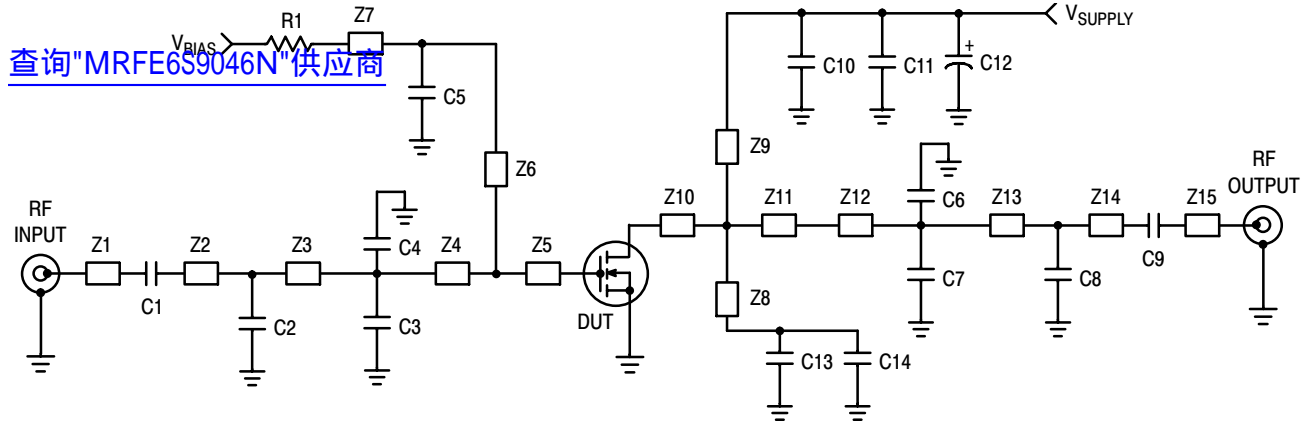 R1
Z7
VBIAS
查询"MRFE6S9046N"供应商
C5
VSUPPLY
C10
C11
+
C12
Z6
Z9
RF
INPUT
Z1
C1
Z2
C2
Z3
C4
C3
Z4
Z5
DUT
Z10
Z11
Z12
C6
C7
Z13
C8
Z14
C9
Z15
RF
OUTPUT
Z8
C13
C14